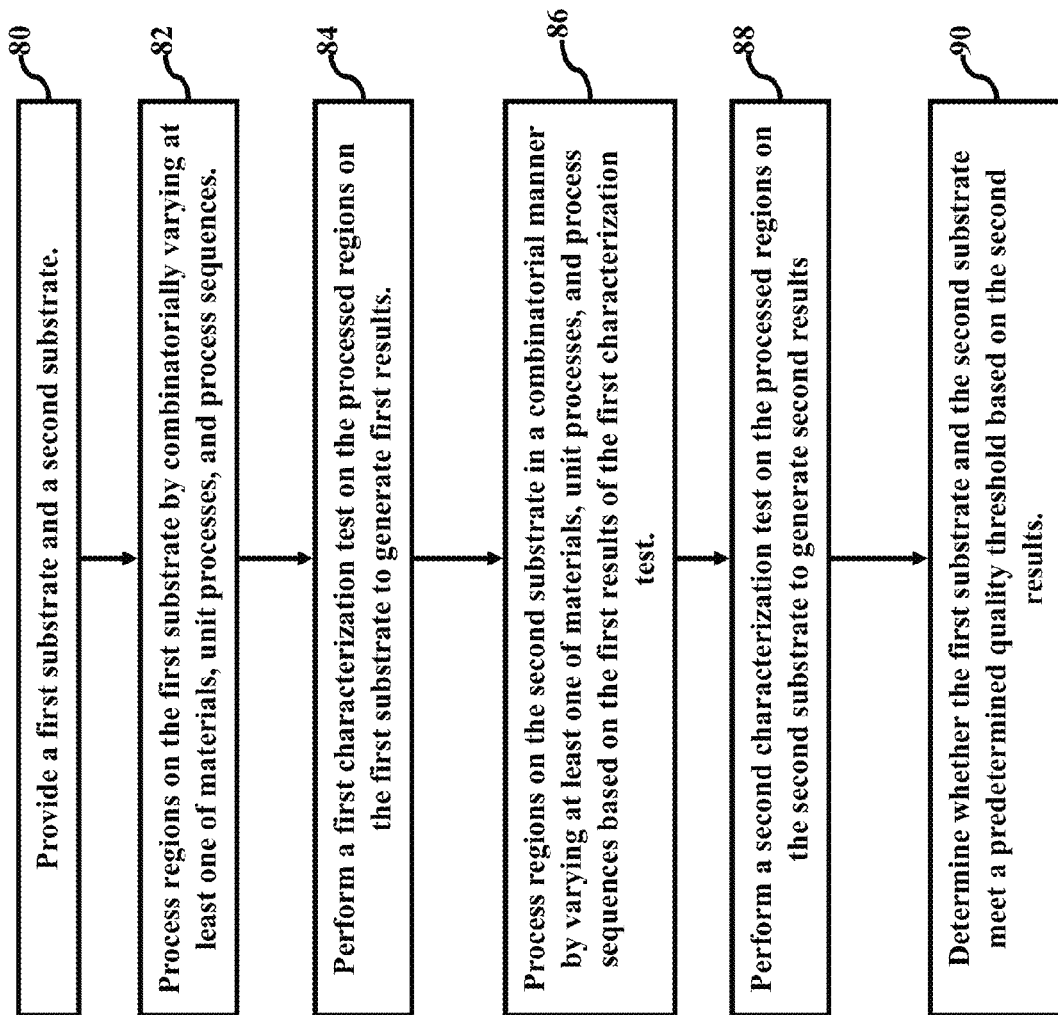 80
Provide a first substrate and a second substrate.
82
Process regions on the first substrate by combinatorially varying at
least one of materials, unit processes, and process sequences.
84
Perform a first characterization test on the processed regions on
the first substrate to generate first results.
86
Process regions on the second substrate in a combinatorial manner
by varying at least one of materials, unit processes, and process
sequences based on the first results of the first characterization
test.
88
Perform a second characterization test on the processed regions on
the second substrate to generate second results
90
Determine whether the first substrate and the second substrate
meet a predetermined quality threshold based on the second
results.